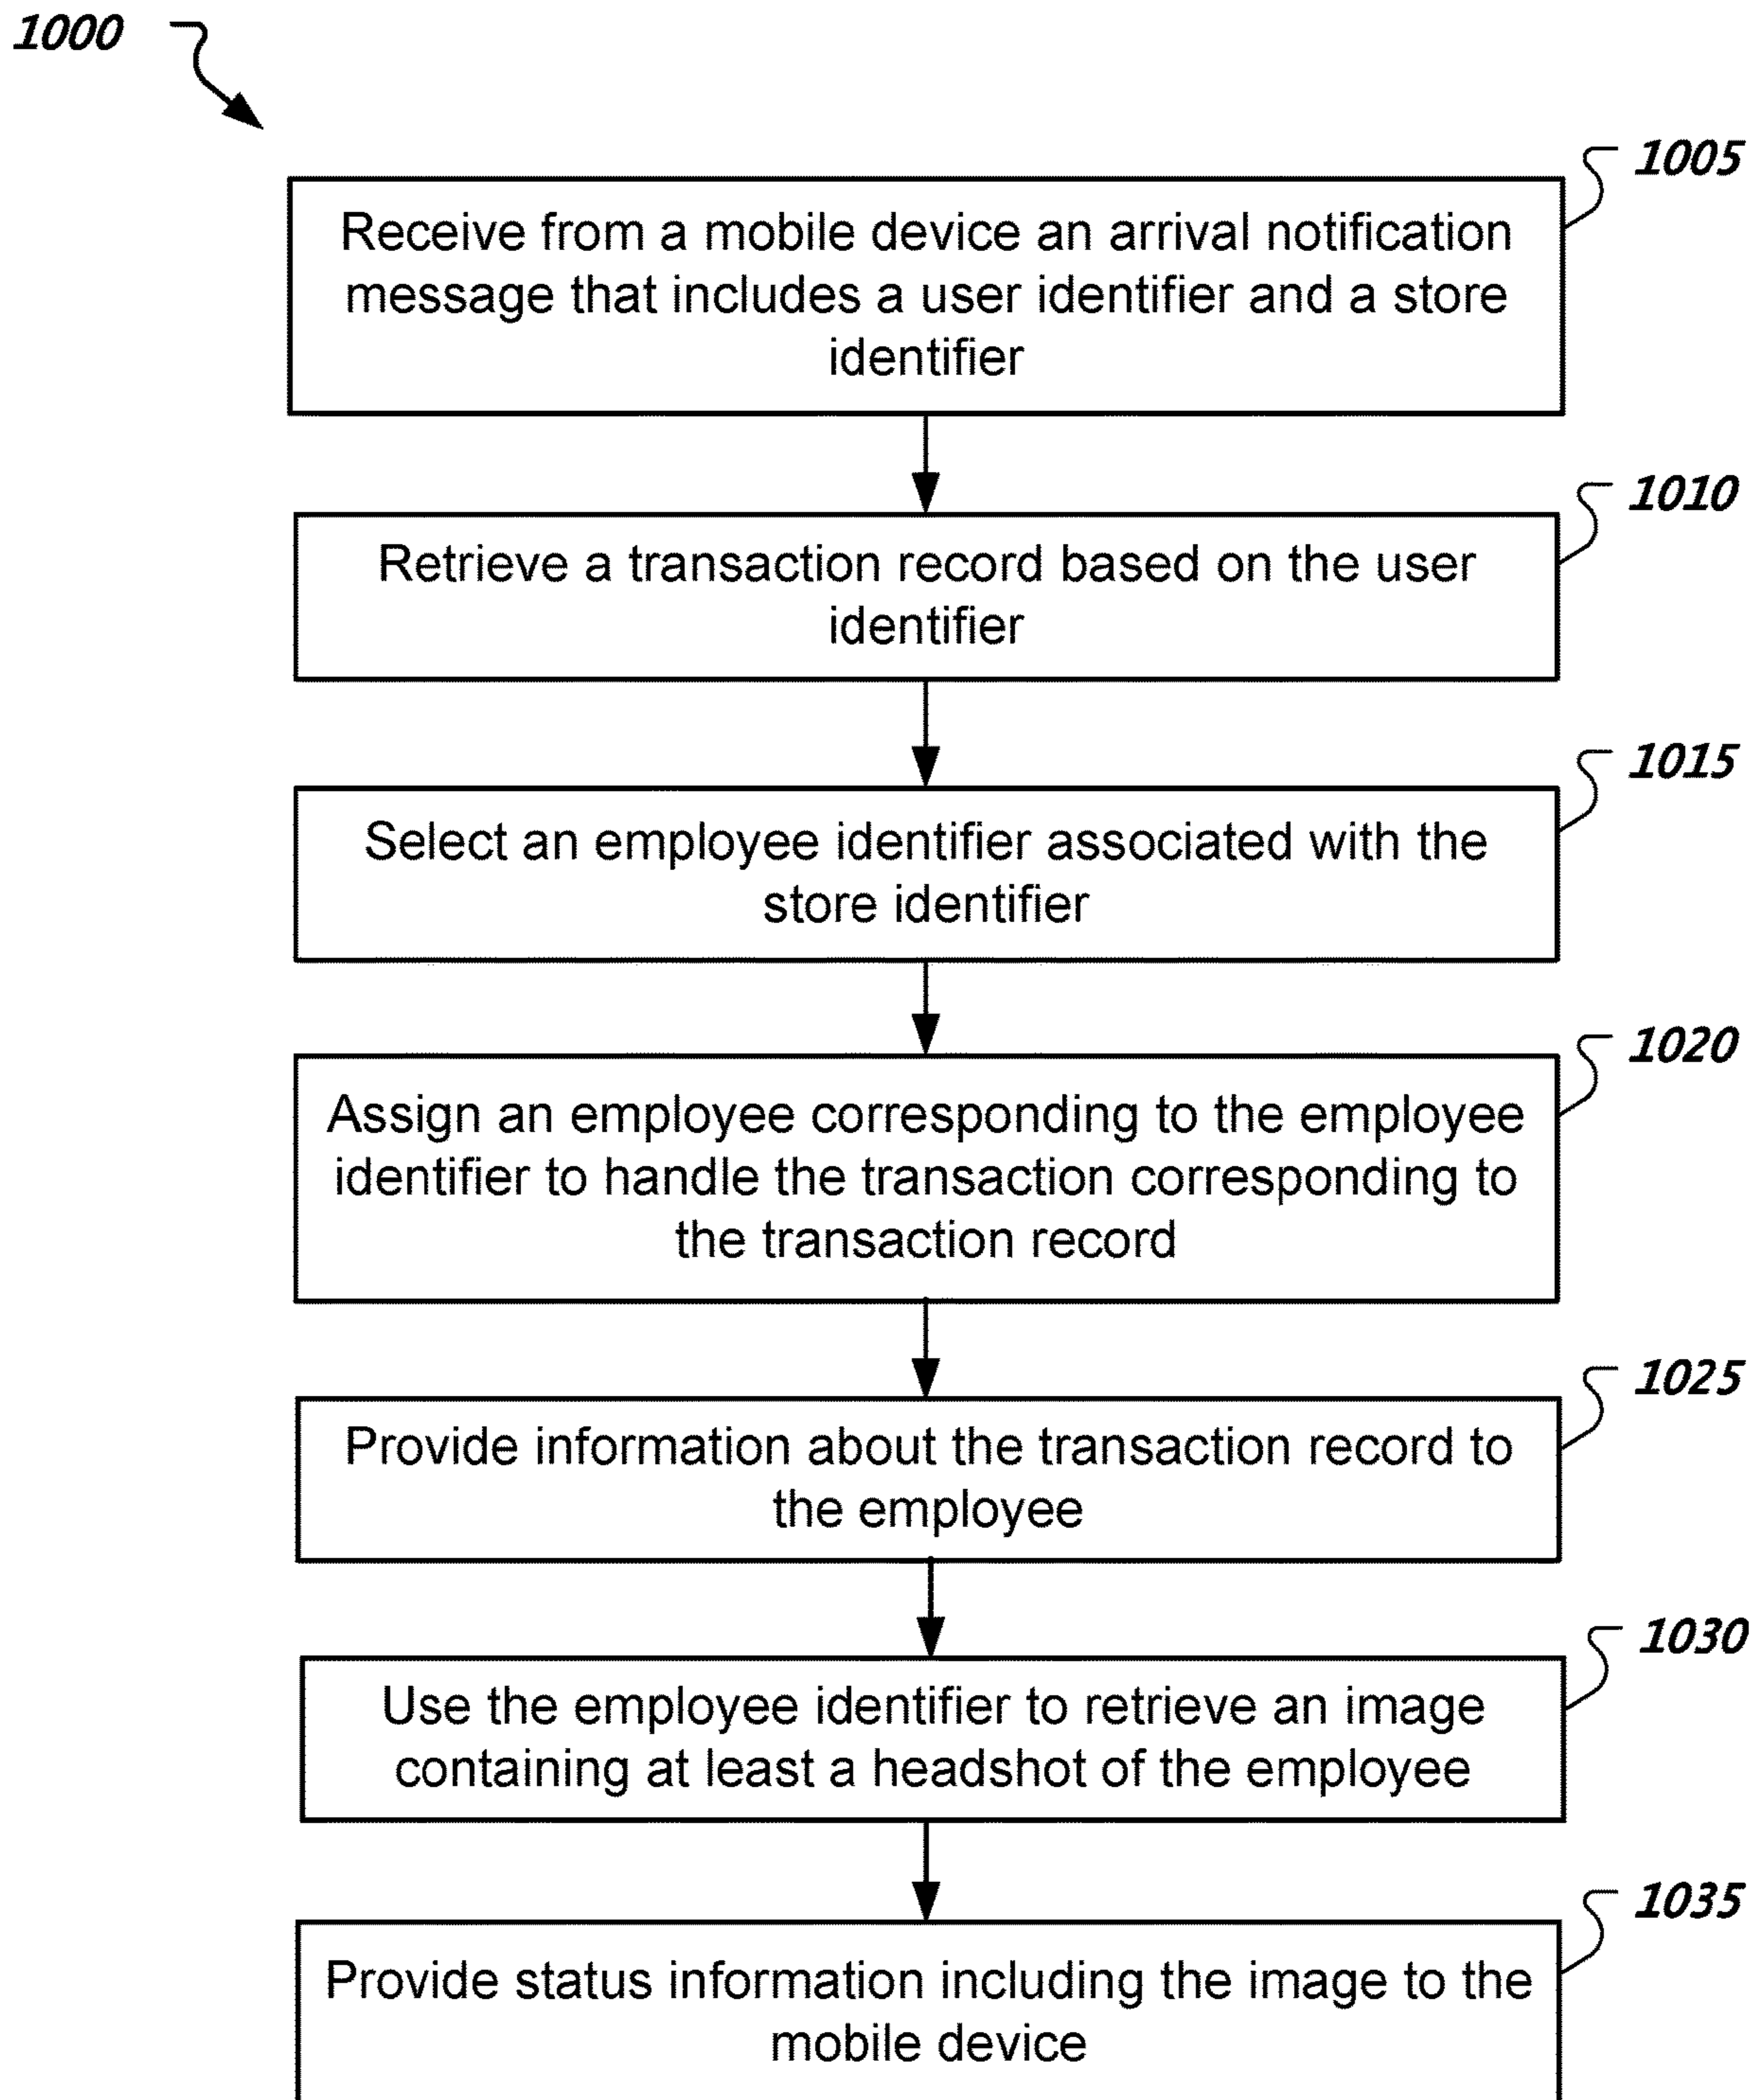 1000
1005
Receive from a mobile device an arrival notification
message that includes a user identifier and a store
identifier
1010
Retrieve a transaction record based on the user
identifier
1015
Select an employee identifier associated with the
store identifier
1020
Assign an employee corresponding to the employee
identifier to handle the transaction corresponding to
the transaction record
1025
Provide information about the transaction record to
the employee
1030
Use the employee identifier to retrieve an image
containing at least a headshot of the employee
1035
Provide status information including the image to the
mobile device